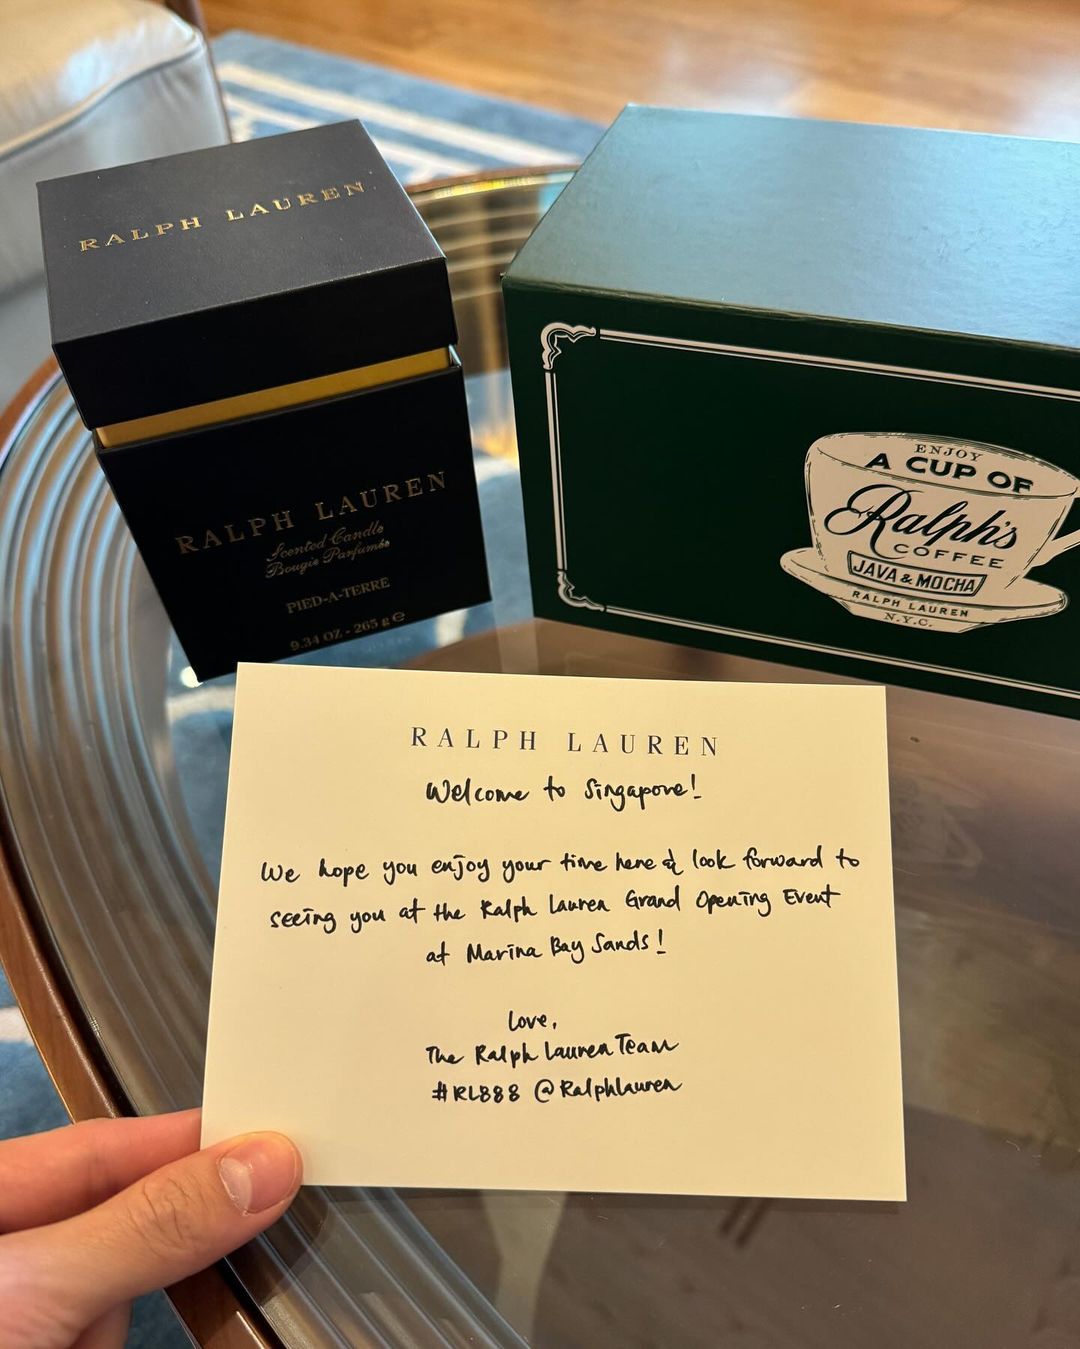 RALPH LAUREN
RALPH LAUREN
Scented Candle
Bougie Parfumée
PIED-A-TERRE
9.34 OZ - 265 g ℮
ENJOY
A CUP OF
Ralph's
COFFEE
JAVA & MOCHA
RALPH LAUREN
N.Y.C.
RALPH LAUREN
Welcome to Singapore!
We hope you enjoy your time here & look forward to
seeing you at the Ralph Lauren Grand Opening Event
at Marina Bay Sands!
Love,
The Ralph Lauren Team
#RL888 @Ralphlauren